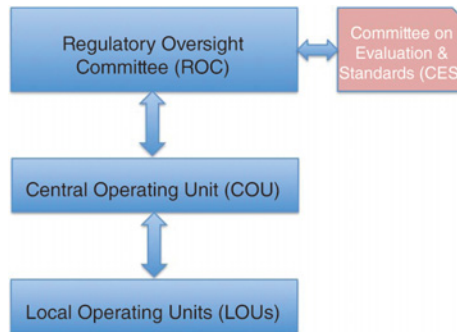 Regulatory Oversight
Committee (ROC)
Committee on
Evaluation &
Standards (CES
Central Operating Unit (COU)
Local Operating Units (LOUs)